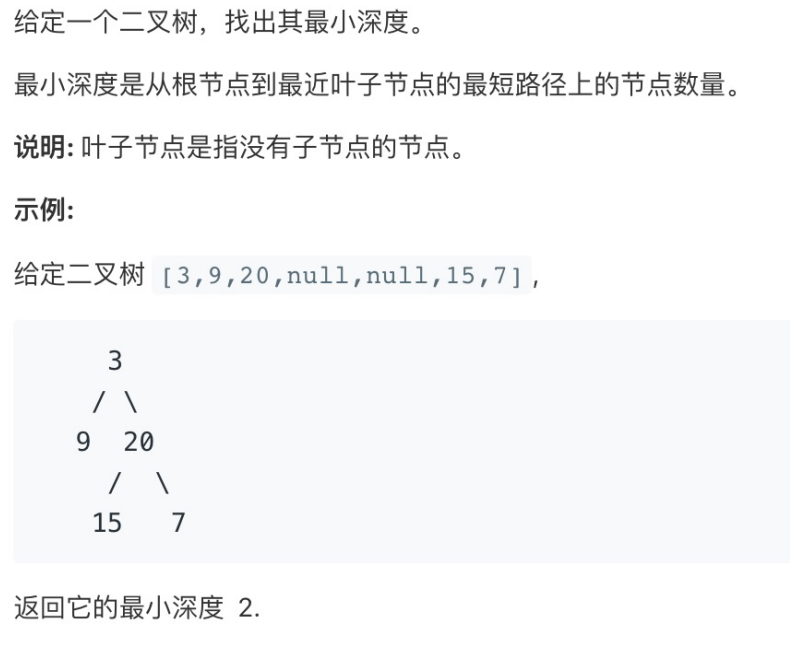 给定一个二叉树，找出其最小深度。
最小深度是从根节点到最近叶子节点的最短路径上的节点数量。
说明: 叶子节点是指没有子节点的节点。
示例:
给定二叉树 [3,9,20,null,null,15,7],
3
/ \
9 20
/ \
15 7
返回它的最小深度 2.